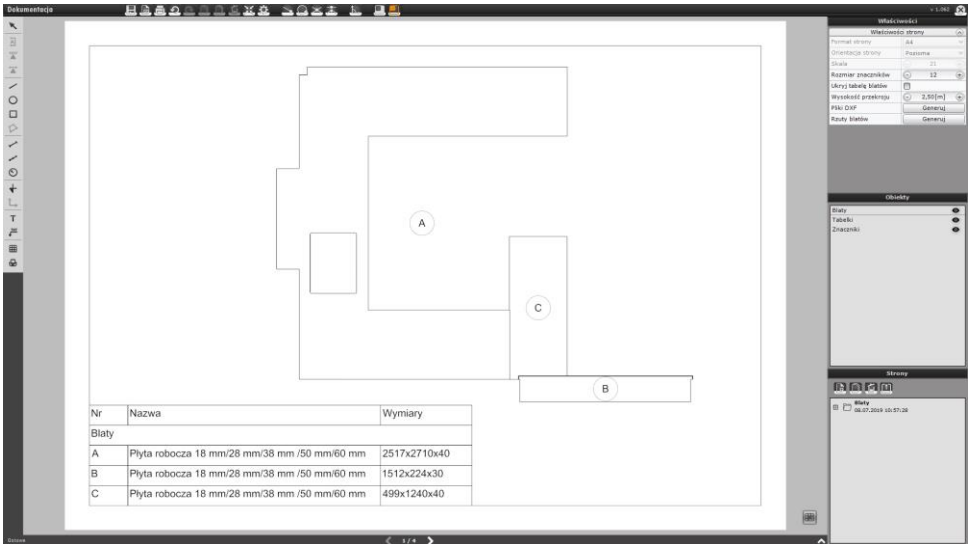 Dokumentacja
v 1.062
Właściwości
Właściwości strony
Format strony A4
Orientacja strony Pozioma
Skala 21
Rozmiar znaczników 12
Ukryj tabelę blatów
Wysokość przekroju 2,50[m]
Pliki DXF Generuj
Rzuty blatów Generuj
A
C
B
Obiekty
Blaty
Tabelki
Znaczniki
Strony
Blaty
08.07.2019 10:57:28
Nr Nazwa Wymiary
Blaty
A Płyta robocza 18 mm/28 mm/38 mm /50 mm/60 mm 2517x2710x40
B Płyta robocza 18 mm/28 mm/38 mm /50 mm/60 mm 1512x224x30
C Płyta robocza 18 mm/28 mm/38 mm /50 mm/60 mm 499x1240x40
1/4